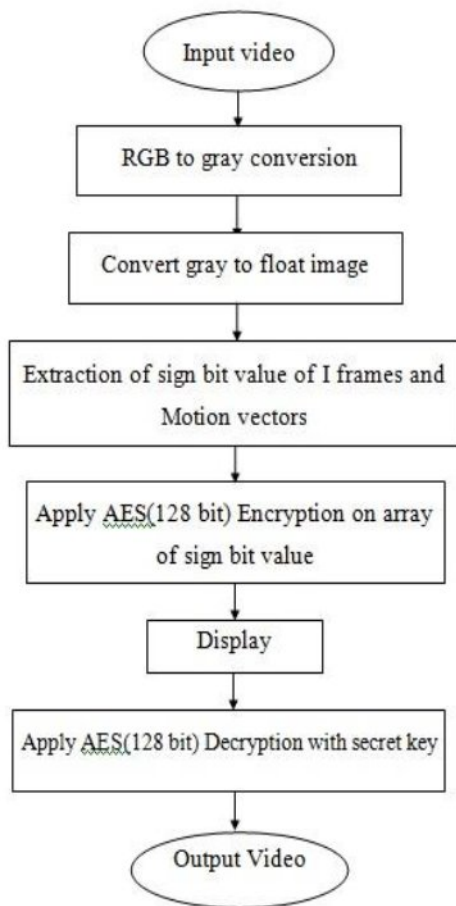 Input video
RGB to gray conversion
Convert gray to float image
Extraction of sign bit value of I frames and
Motion vectors
Apply AES(128 bit) Encryption on array
of sign bit value
Display
Apply AES(128 bit) Decryption with secret key
Output Video